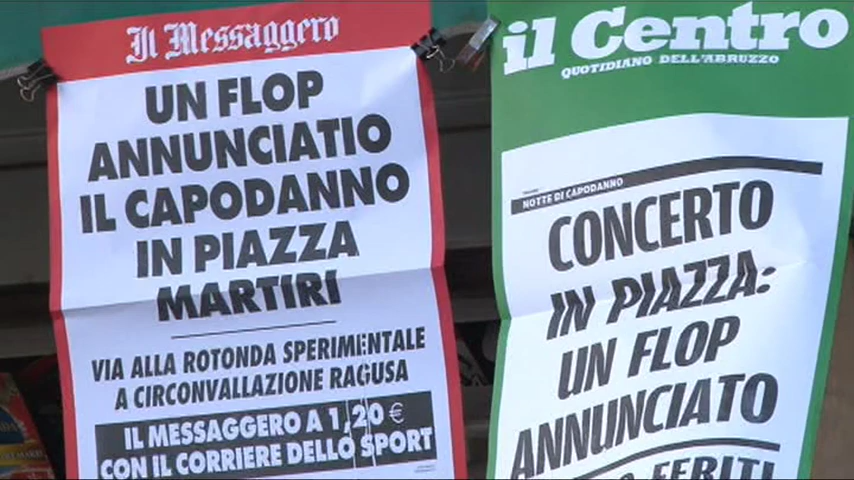 Il Messaggero
UN FLOP
ANNUNCIATIO
IL CAPODANNO
IN PIAZZA
MARTIRI
VIA ALLA ROTONDA SPERIMENTALE
A CIRCONVALLAZIONE RAGUSA
IL MESSAGGERO A 1,20 €
CON IL CORRIERE DELLO SPORT
il Centro
QUOTIDIANO DELL'ABRUZZO
NOTTE DI CAPODANNO
CONCERTO
IN PIAZZA:
UN FLOP
ANNUNCIATO
FERITI